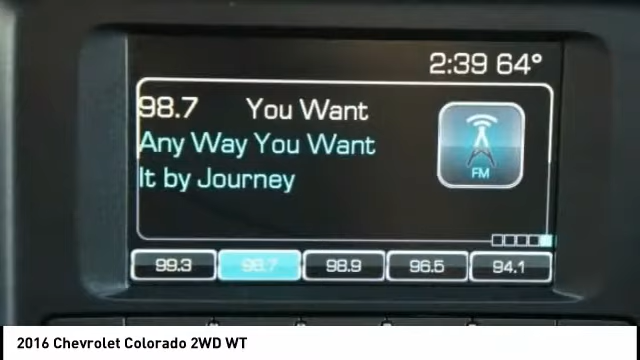 2:39 64°
98.7 You Want
Any Way You Want
It by Journey
FM
99.3 98.7 98.9 96.5 94.1
2016 Chevrolet Colorado 2WD WT